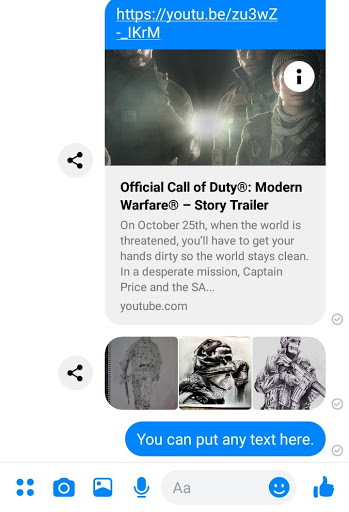 https://youtu.be/zu3wZ
-_IKrM
Official Call of Duty®: Modern
Warfare® – Story Trailer
On October 25th, when the world is
threatened, you'll have to get your
hands dirty so the world stays clean.
In a desperate mission, Captain
Price and the SA...
youtube.com
You can put any text here.
Aa